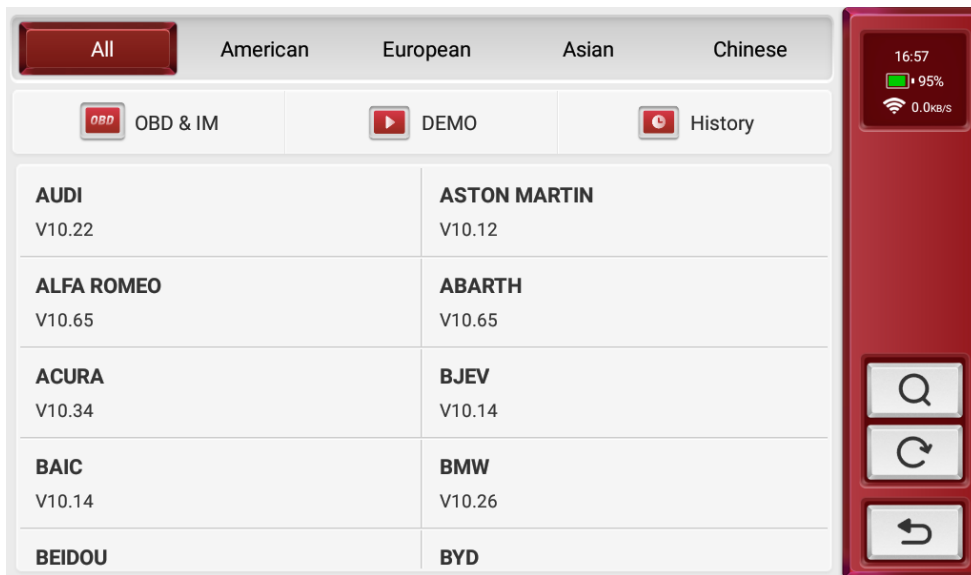 All American European Asian Chinese
16:57
95%
0.0KB/S
OBD OBD & IM DEMO History
AUDI ASTON MARTIN
V10.22 V10.12
ALFA ROMEO ABARTH
V10.65 V10.65
ACURA BJEV
V10.34 V10.14
BAIC BMW
V10.14 V10.26
BEIDOU BYD